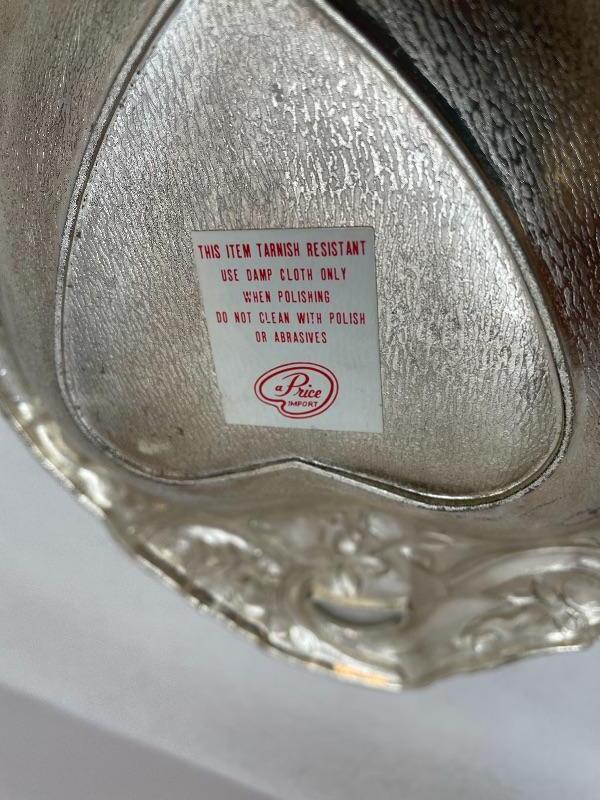 THIS ITEM TARNISH RESISTANT
USE DAMP CLOTH ONLY
WHEN POLISHING
DO NOT CLEAN WITH POLISH
OR ABRASIVES
a Price
IMPORT